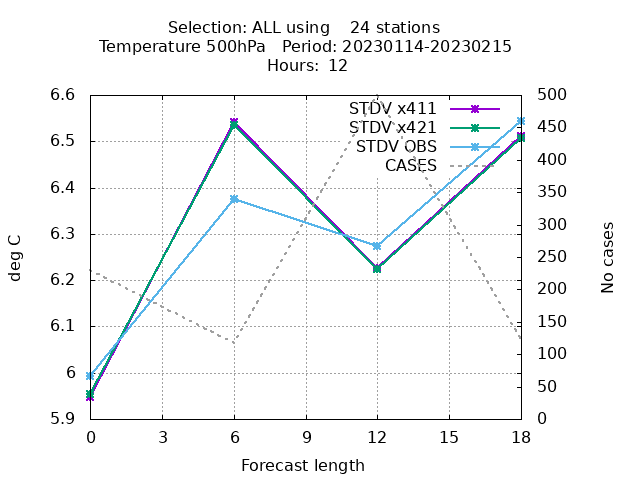 Selection: ALL using    24 stations
Temperature 500hPa   Period: 20230114-20230215
Hours:  12
STDV x411
STDV x421
STDV OBS
CASES
6.6
6.5
6.4
6.3
6.2
6.1
6
5.9
deg C
500
450
400
350
300
250
200
150
100
50
0
No cases
0 3 6 9 12 15 18
Forecast length